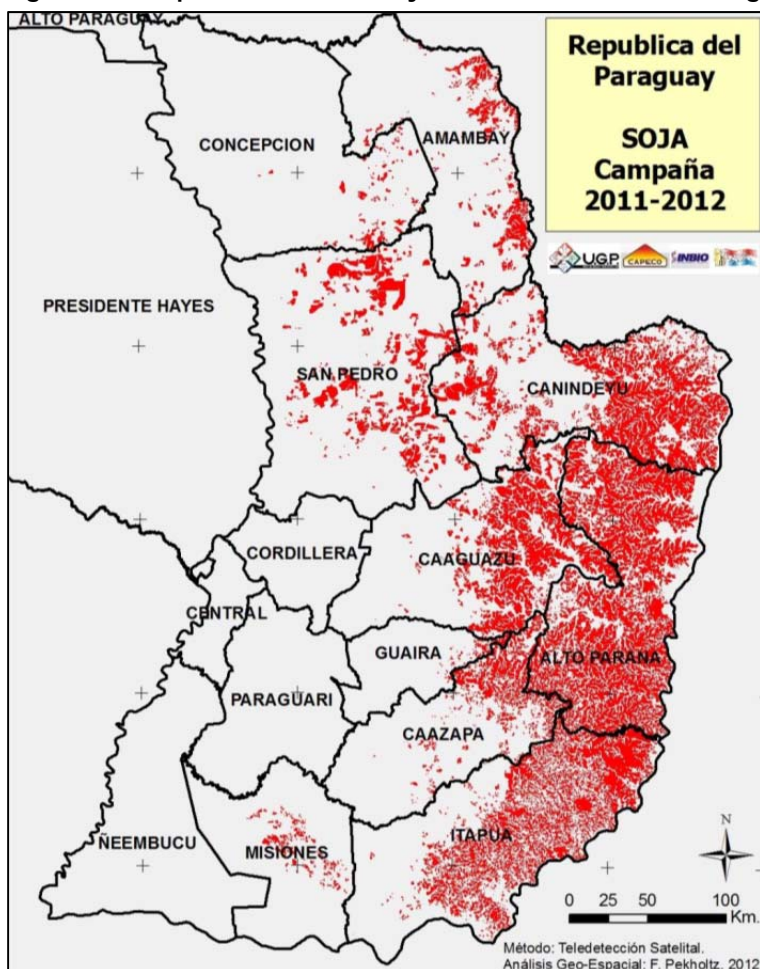 ALTO PARAGUAY
Republica del
Paraguay
SOJA
Campaña
2011-2012
U.G.P
CAPECO
INBIO
CONCEPCION
AMAMBAY
PRESIDENTE HAYES
SAN PEDRO
CANINDEYU
CORDILLERA
CAAGUAZU
CENTRAL
GUAIRA
ALTO PARANA
PARAGUARI
CAAZAPA
ÑEEMBUCU
MISIONES
ITAPUA
N
0 25 50 100
Km.
Método: Teledetección Satelital.
Análisis Geo-Espacial: F. Pekholtz. 2012